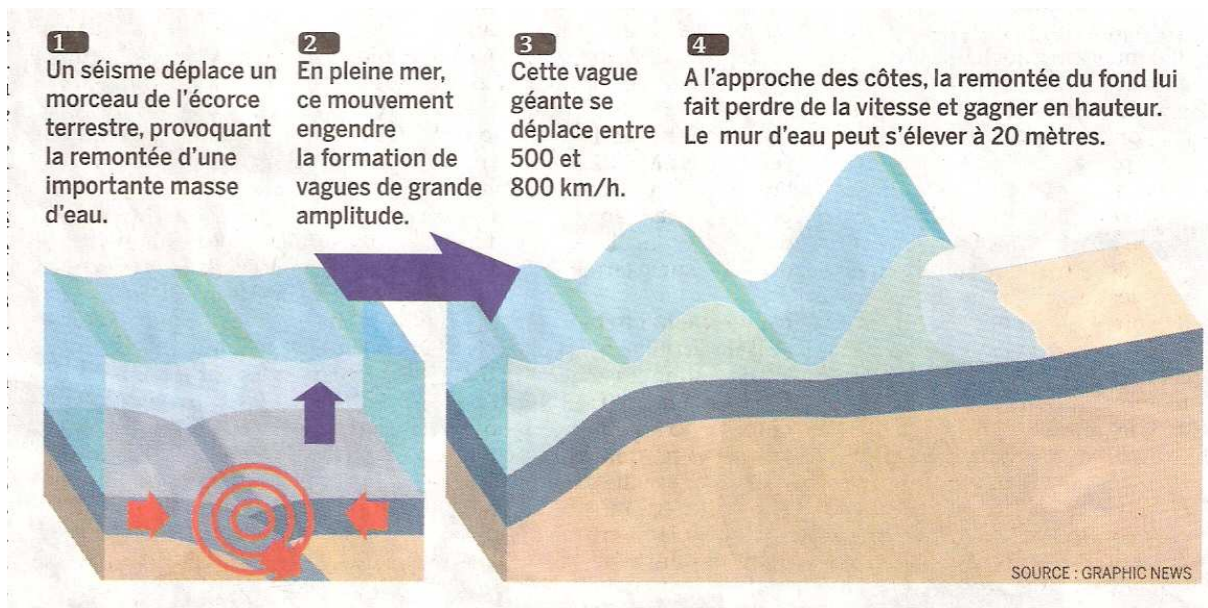 1
Un séisme déplace un
morceau de l'écorce
terrestre, provoquant
la remontée d'une
importante masse
d'eau.
2
En pleine mer,
ce mouvement
engendre
la formation de
vagues de grande
amplitude.
3
Cette vague
géante se
déplace entre
500 et
800 km/h.
4
A l'approche des côtes, la remontée du fond lui
fait perdre de la vitesse et gagner en hauteur.
Le mur d'eau peut s'élever à 20 mètres.
SOURCE : GRAPHIC NEWS